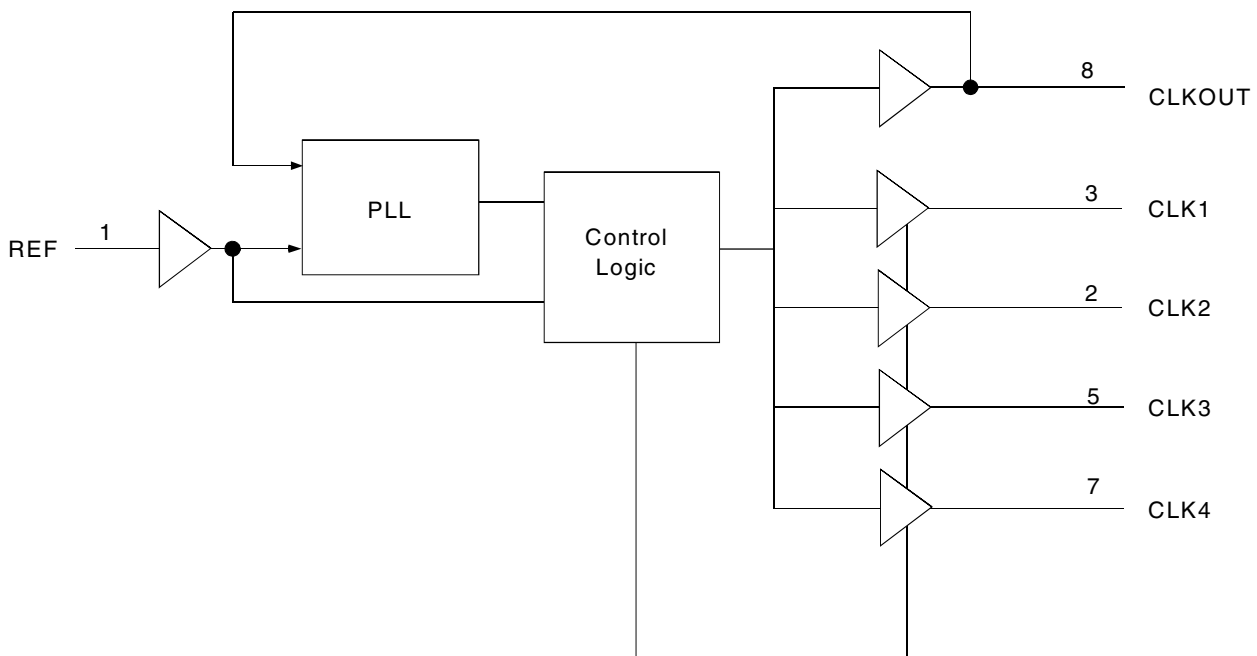 8
CLKOUT
PLL
3
CLK1
REF
1
Control
Logic
2
CLK2
5
CLK3
7
CLK4